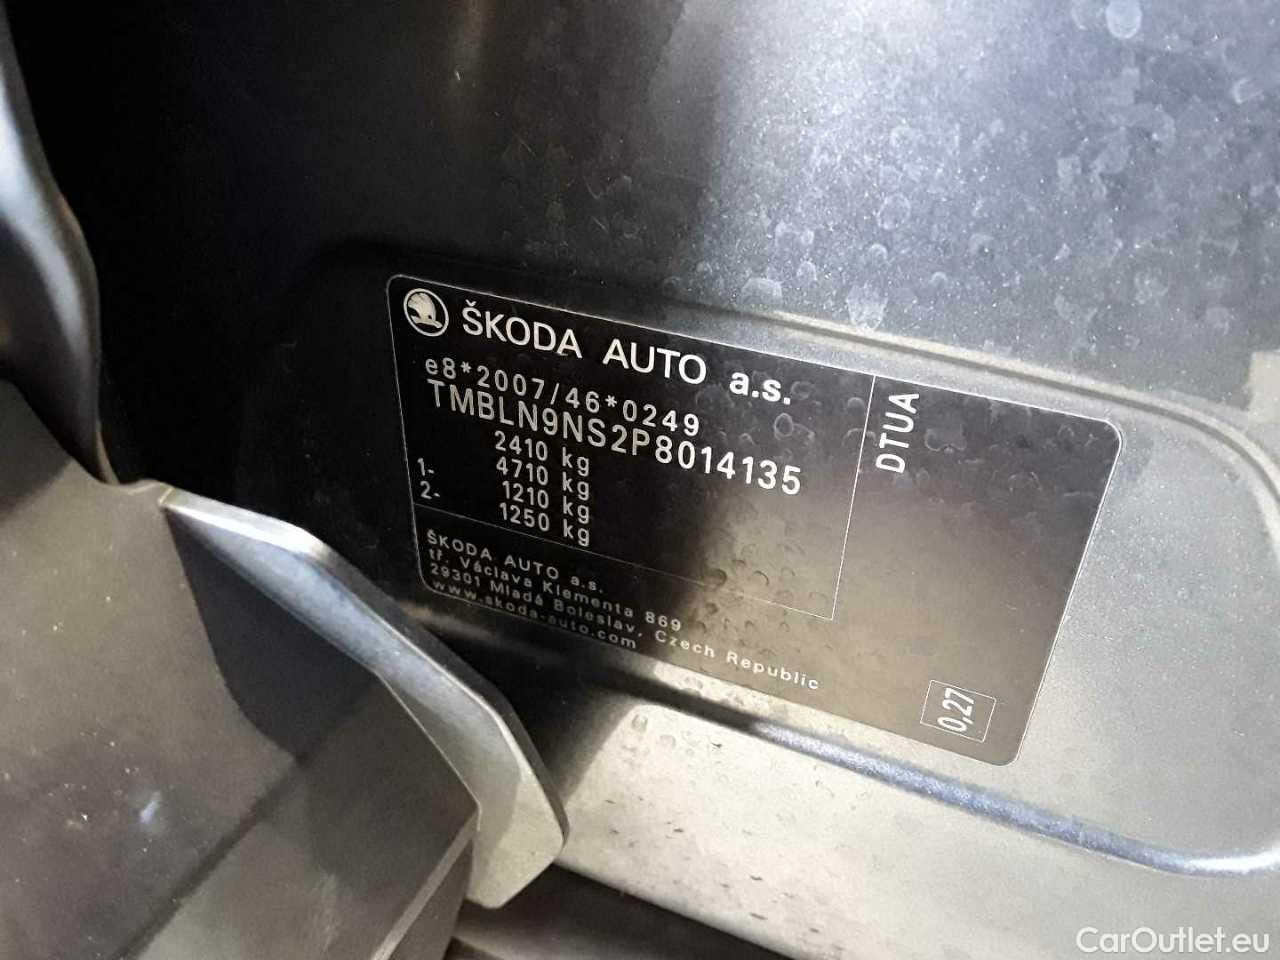 ŠKODA AUTO a.s.
e8*2007/46*0249
TMBLN9NS2P8014135
2410 kg
1- 4710 kg
2- 1210 kg
1250 kg
ŠKODA AUTO a.s.
tř. Václava Klementa 869
29301 Mladá Boleslav, Czech Republic
www.skoda-auto.com
DTUA
0,27
CarOutlet.eu